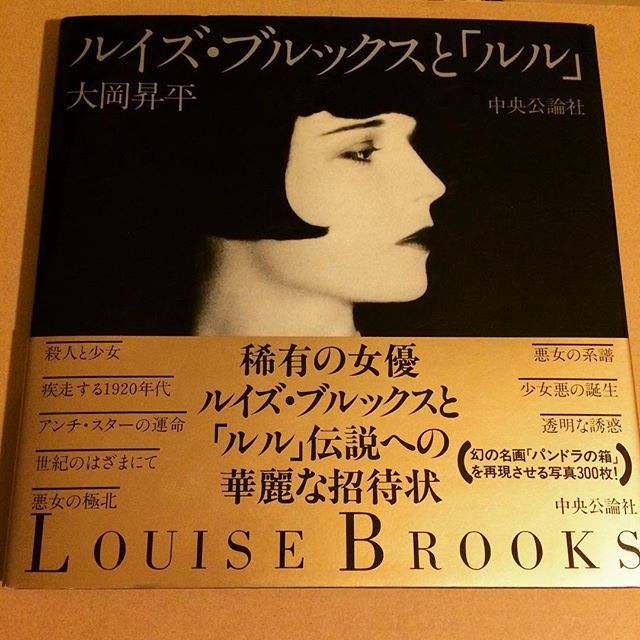 ルイズ・ブルックスと「ルル」
大岡昇平
中央公論社
殺人と少女
疾走する1920年代
アンチ・スターの運命
世紀のはざまにて
悪女の極北
稀有の女優
ルイズ・ブルックスと
「ルル」伝説への
華麗な招待状
悪女の系譜
少女悪の誕生
透明な誘惑
(幻の名画「パンドラの箱」
を再現させる写真300枚!)
中央公論社
LOUISE BROOKS